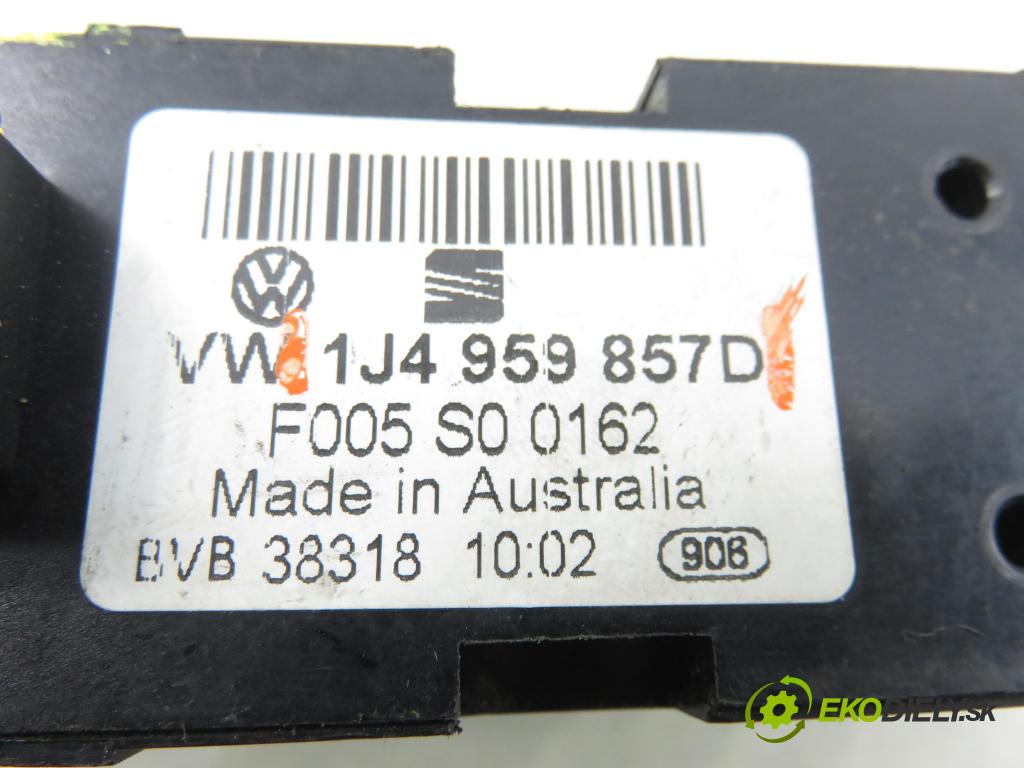 VW 1J4 959 857D
F005 S0 0162
Made in Australia
BVB 38318 10:02 906
EKODIELY.SK